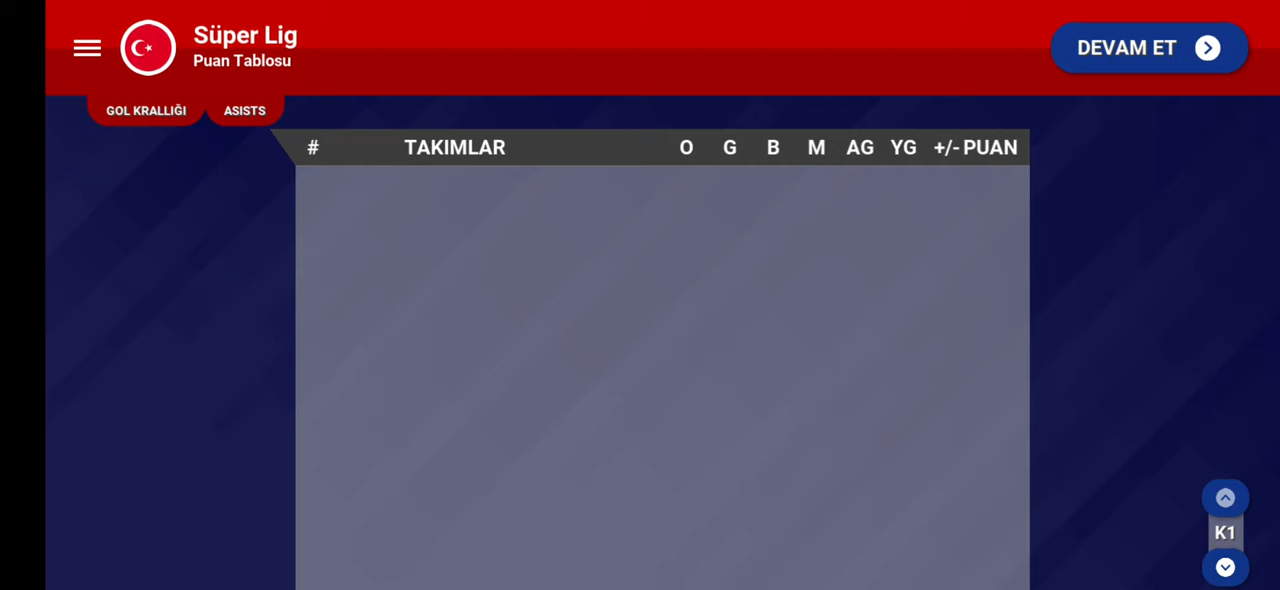 Süper Lig
Puan Tablosu
DEVAM ET
GOL KRALLIĞI ASISTS
# TAKIMLAR O G B M AG YG +/- PUAN
K1